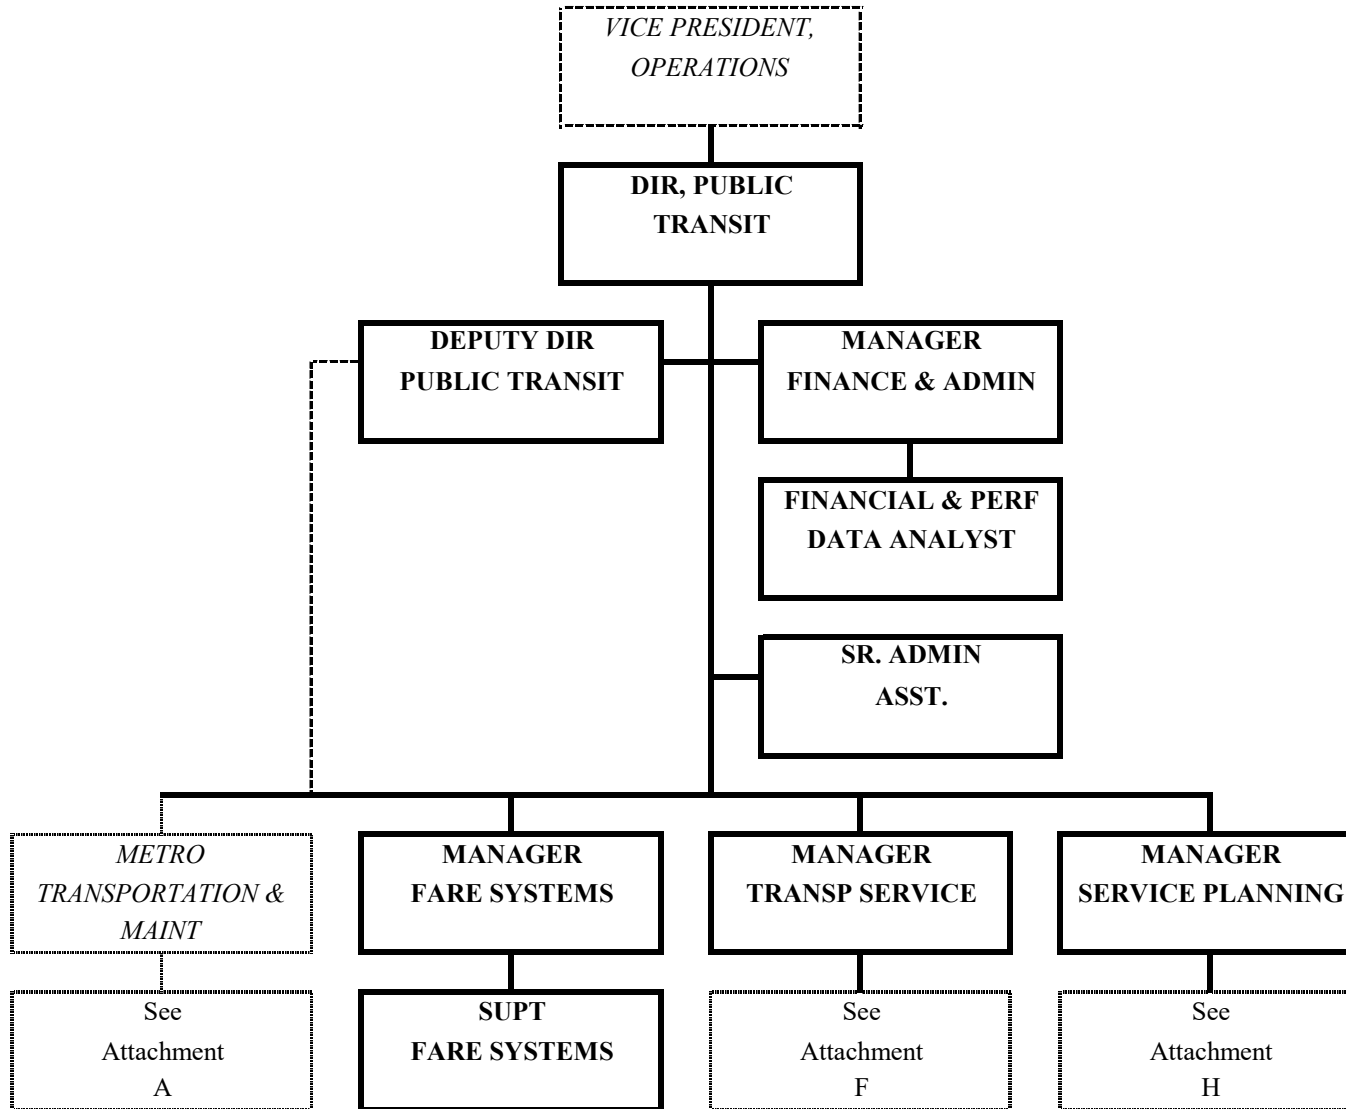 VICE PRESIDENT,
OPERATIONS
DIR, PUBLIC
TRANSIT
DEPUTY DIR
PUBLIC TRANSIT
MANAGER
FINANCE & ADMIN
FINANCIAL & PERF
DATA ANALYST
SR. ADMIN
ASST.
METRO
TRANSPORTATION &
MAINT
MANAGER
FARE SYSTEMS
MANAGER
TRANSP SERVICE
MANAGER
SERVICE PLANNING
See
Attachment
A
SUPT
FARE SYSTEMS
See
Attachment
F
See
Attachment
H